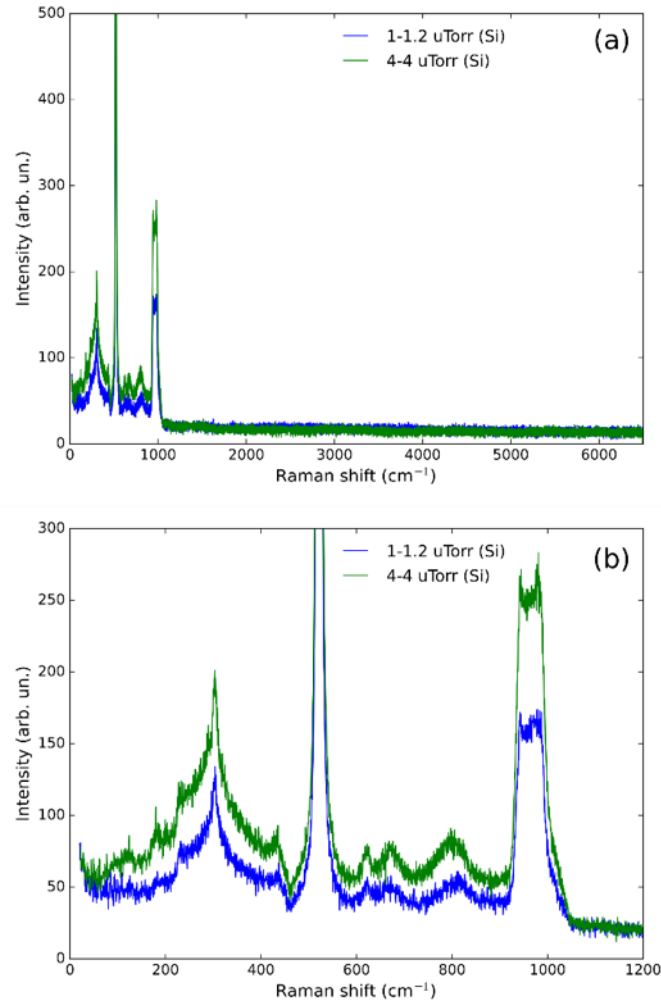 500
400
300
200
100
0
Intensity (arb. un.)
1-1.2 uTorr (Si)
4-4 uTorr (Si)
(a)
0 1000 2000 3000 4000 5000 6000
Raman shift (cm⁻¹)
300
250
200
150
100
50
0
Intensity (arb. un.)
1-1.2 uTorr (Si)
4-4 uTorr (Si)
(b)
0 200 400 600 800 1000 1200
Raman shift (cm⁻¹)